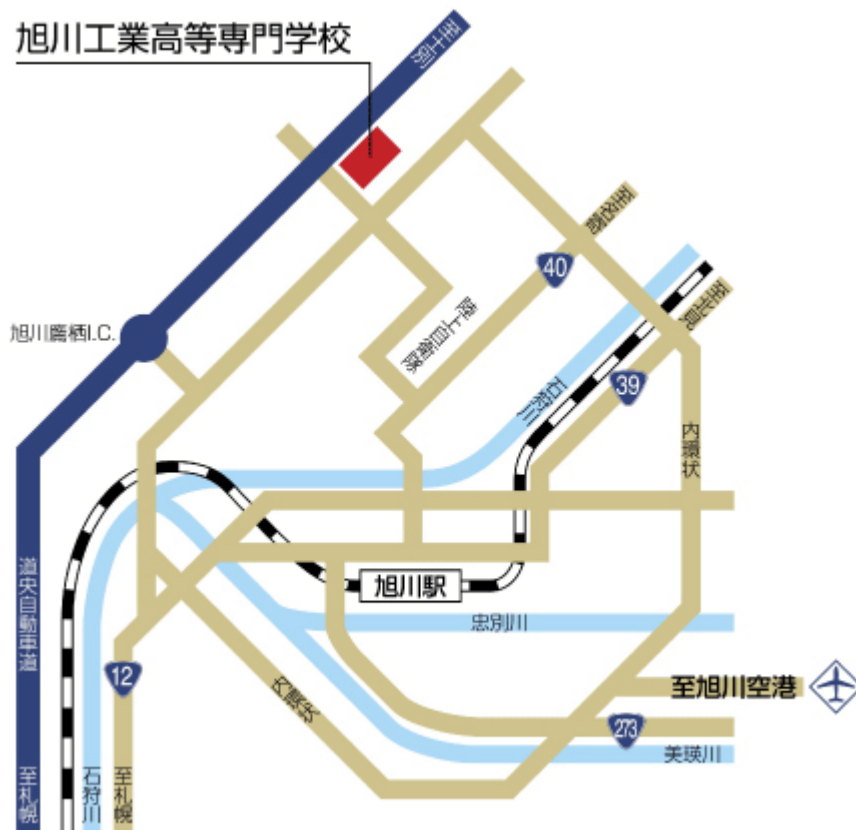 旭川工業高等専門学校
至士別
至名寄
40
至北見
旭川鷹栖I.C.
陸上自衛隊
石狩川
39
内環状
道央自動車道
旭川駅
忠別川
12
内環状
至旭川空港
273
美瑛川
至札幌
石狩川
至札幌